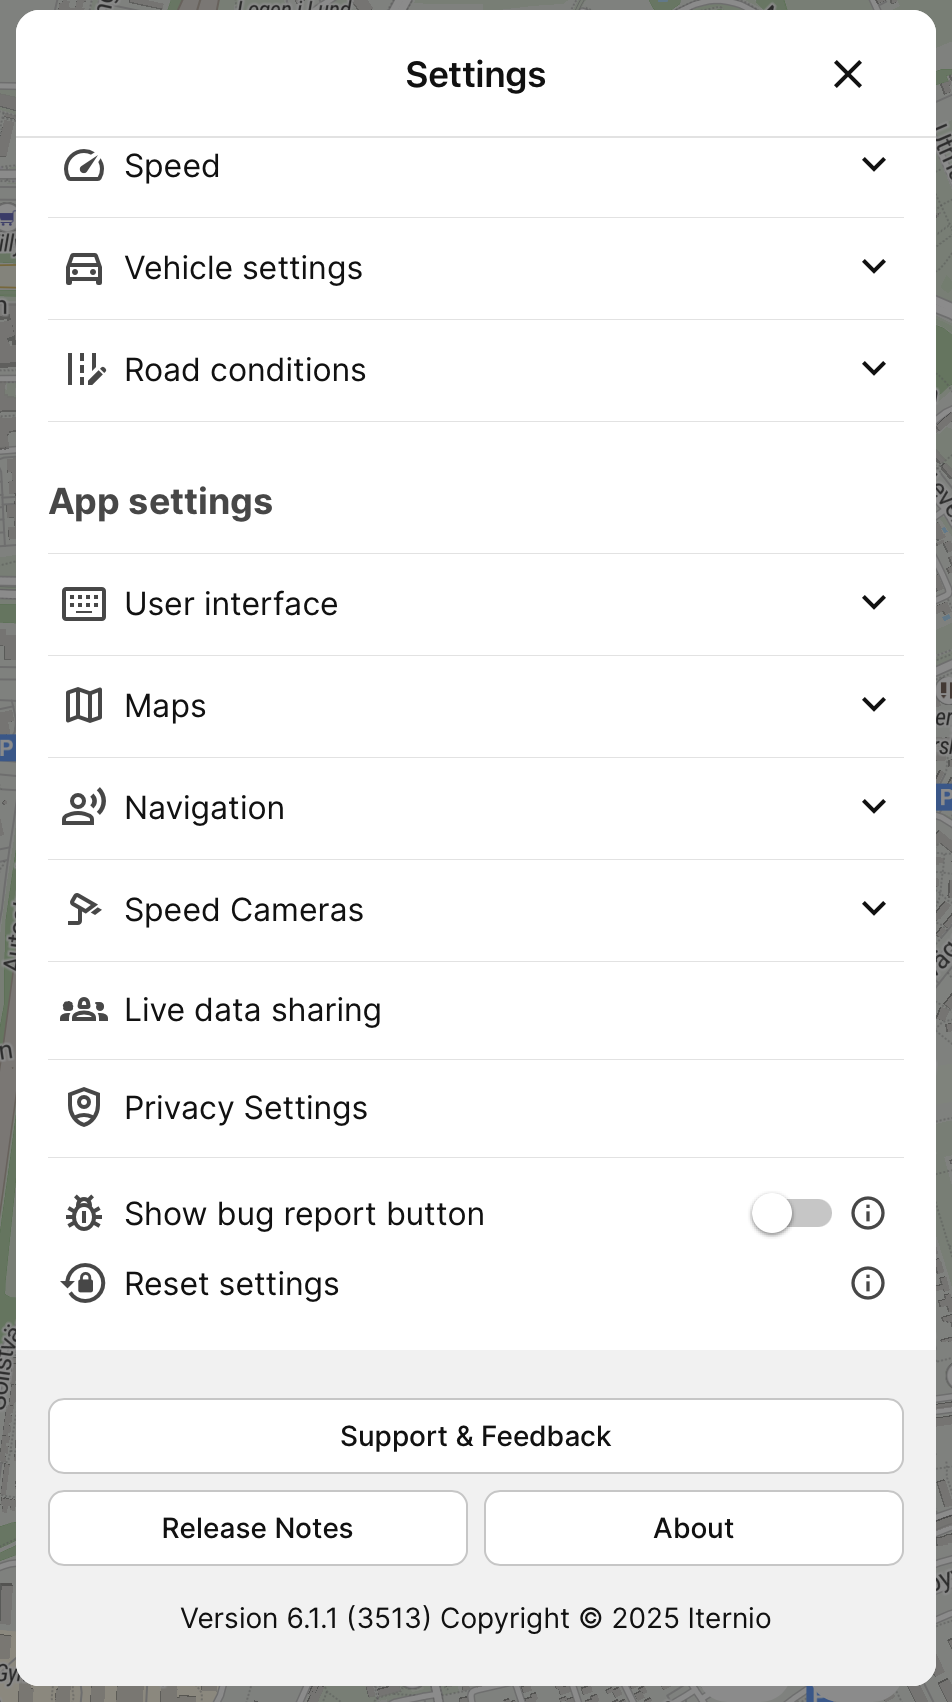 Settings
Speed
Vehicle settings
Road conditions
App settings
User interface
Maps
Navigation
Speed Cameras
Live data sharing
Privacy Settings
Show bug report button
Reset settings
Support & Feedback
Release Notes
About
Version 6.1.1 (3513) Copyright © 2025 Iternio
P
P